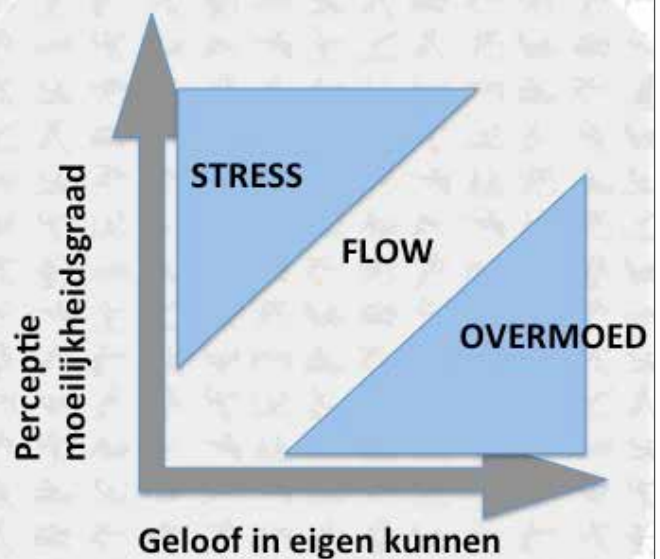 STRESS
FLOW
OVERMOED
Perceptie
moeilijkheidsgraad
Geloof in eigen kunnen